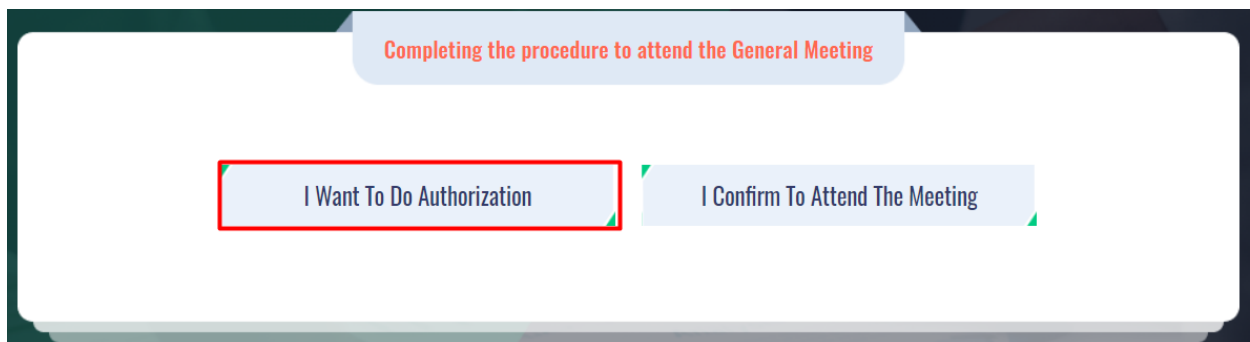 Completing the procedure to attend the General Meeting
I Want To Do Authorization
I Confirm To Attend The Meeting